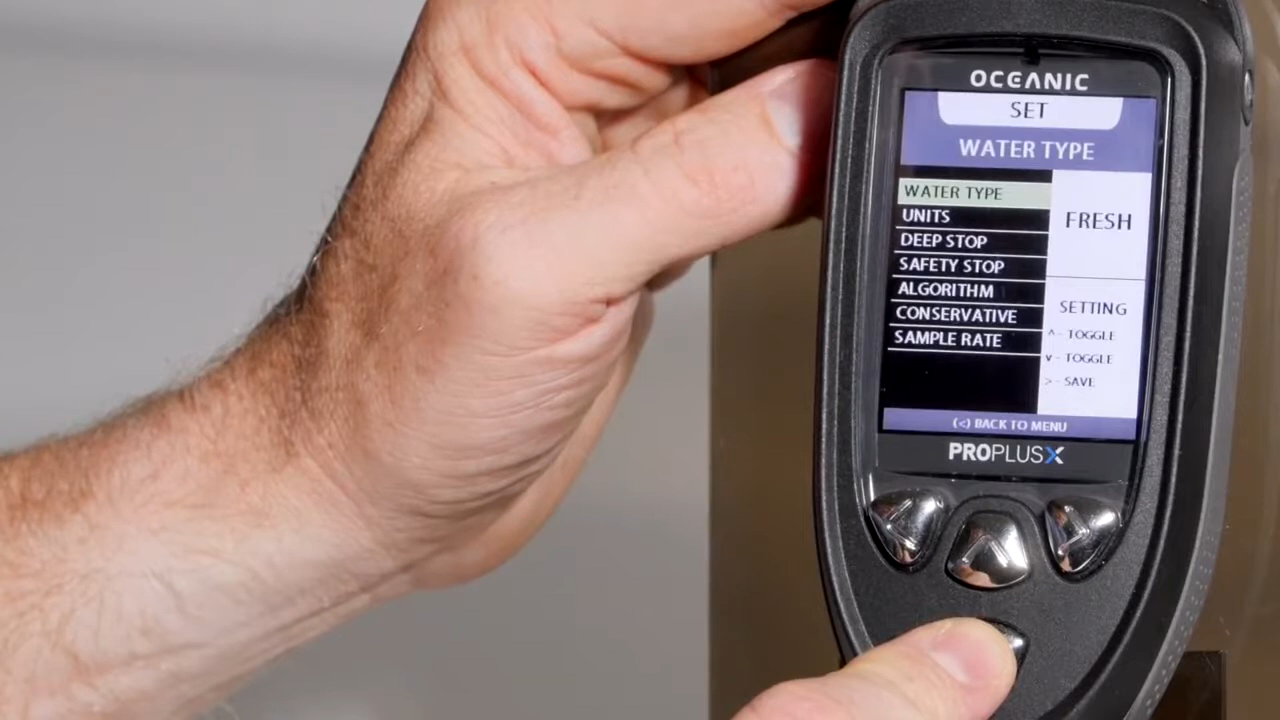 OCEANIC
SET
WATER TYPE
WATER TYPE
UNITS
DEEP STOP
SAFETY STOP
ALGORITHM
CONSERVATIVE
SAMPLE RATE
FRESH
SETTING
^ - TOGGLE
v - TOGGLE
> - SAVE
(<) BACK TO MENU
PROPLUSX